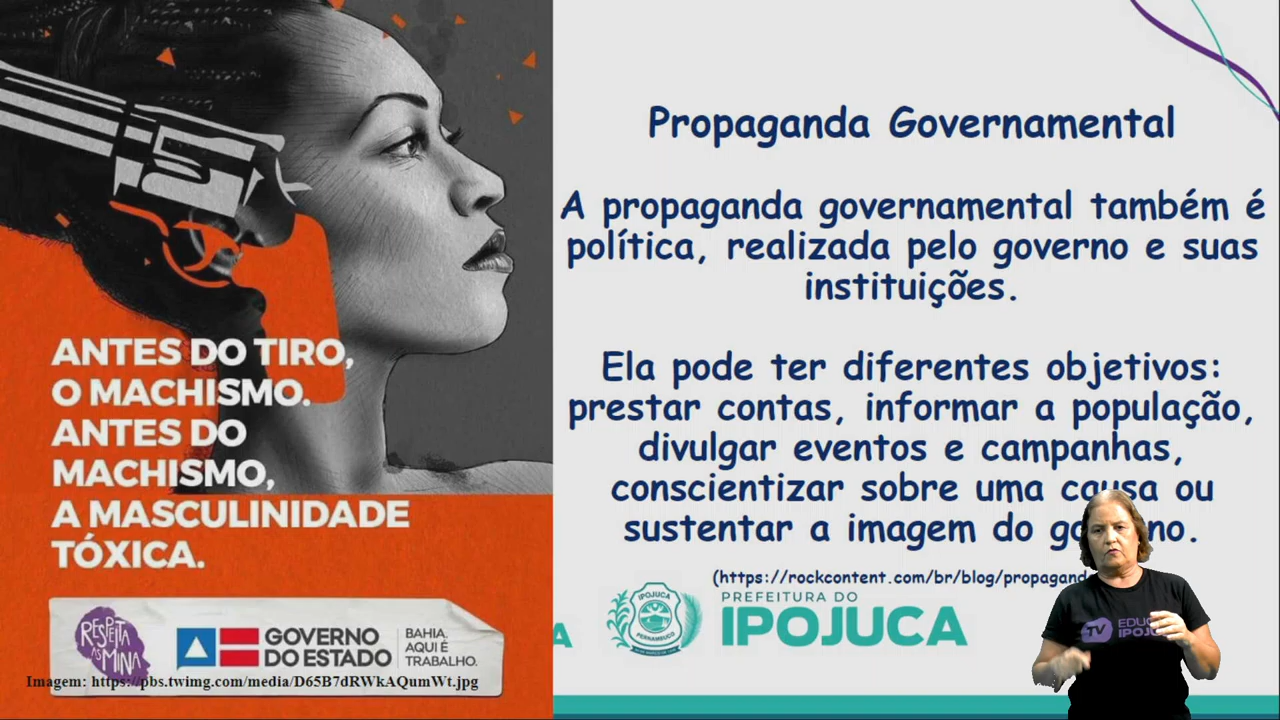 ANTES DO TIRO,
O MACHISMO.
ANTES DO
MACHISMO,
A MASCULINIDADE
TÓXICA.
RESPEITA
AS MINA
GOVERNO
DO ESTADO
BAHIA.
AQUI É
TRABALHO.
Imagem: https://pbs.twimg.com/media/D65B7dRWkAQumWt.jpg
Propaganda Governamental
A propaganda governamental também é
política, realizada pelo governo e suas
instituições.
Ela pode ter diferentes objetivos:
prestar contas, informar a população,
divulgar eventos e campanhas,
conscientizar sobre uma causa ou
sustentar a imagem do
(https://rockcontent.com/br/blog/propagand
IPOJUCA
PERNAMBUCO
PREFEITURA DO
IPOJUCA
TV
EDUC
IPOJU